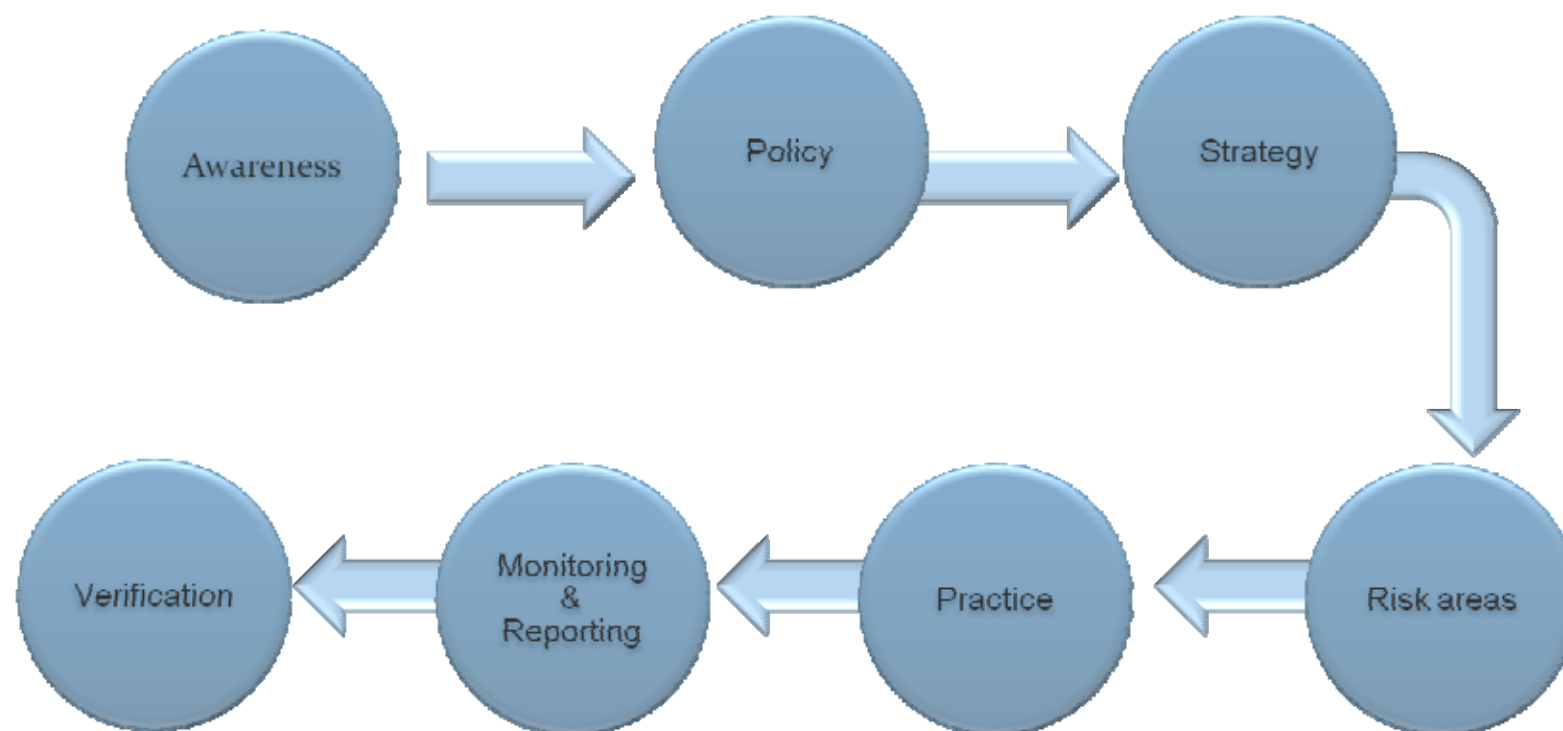 Awareness
Policy
Strategy
Risk areas
Practice
Monitoring
&
Reporting
Verification